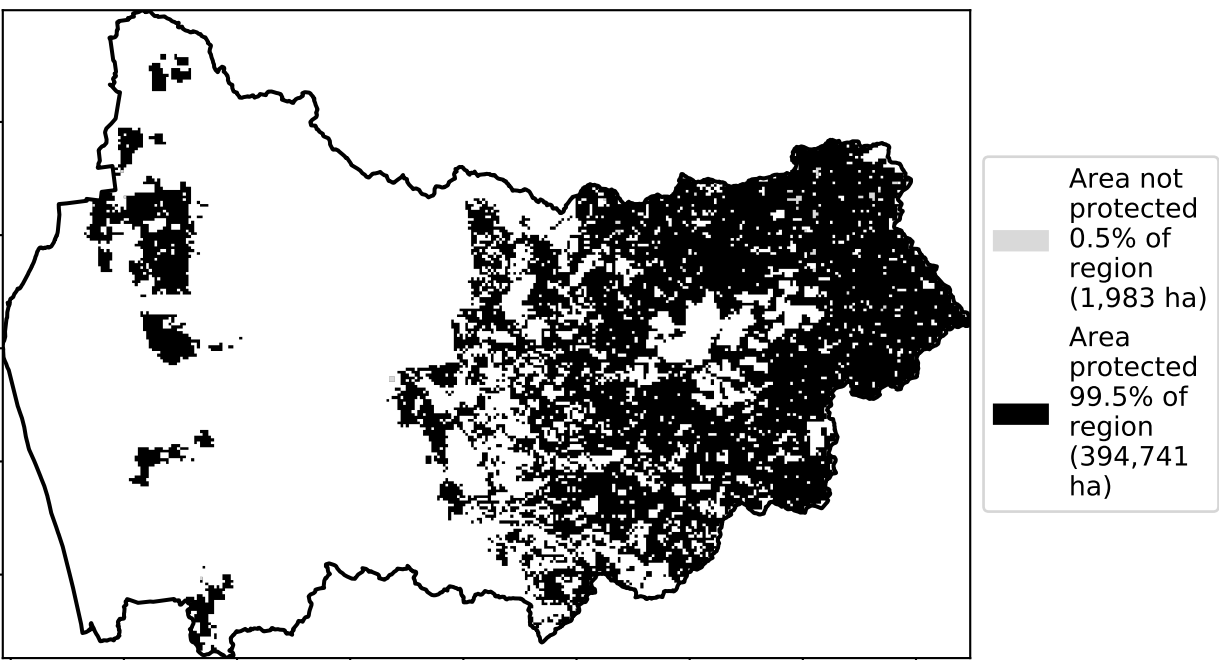 Area not
protected
0.5% of
region
(1,983 ha)
Area
protected
99.5% of
region
(394,741
ha)